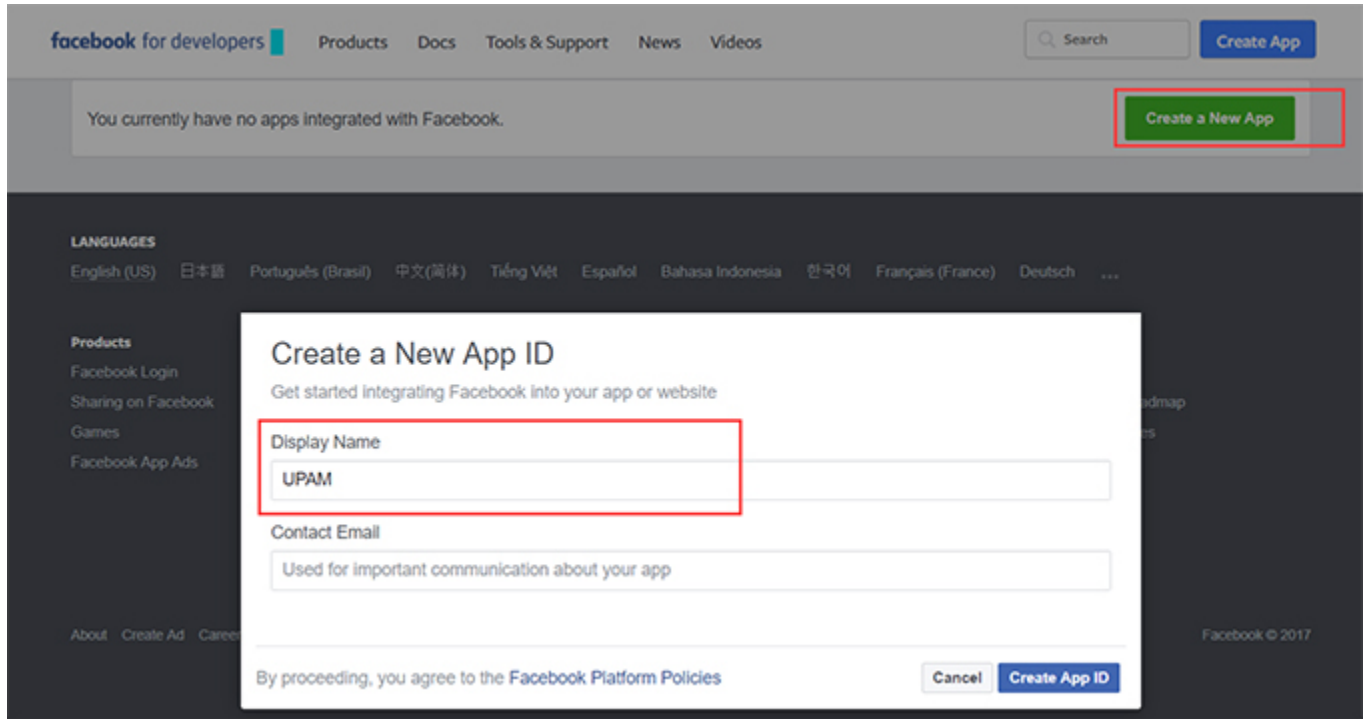 facebook for developers Products Docs Tools & Support News Videos Search Create App
You currently have no apps integrated with Facebook. Create a New App
LANGUAGES
English (US) 日本語 Português (Brasil) 中文(简体) Tiếng Việt Español Bahasa Indonesia 한국어 Français (France) Deutsch ...
Products
Facebook Login
Sharing on Facebook
Games
Facebook App Ads
Create a New App ID
Get started integrating Facebook into your app or website
Display Name
UPAM
Contact Email
Used for important communication about your app
By proceeding, you agree to the Facebook Platform Policies Cancel Create App ID
About Create Ad
Facebook © 2017